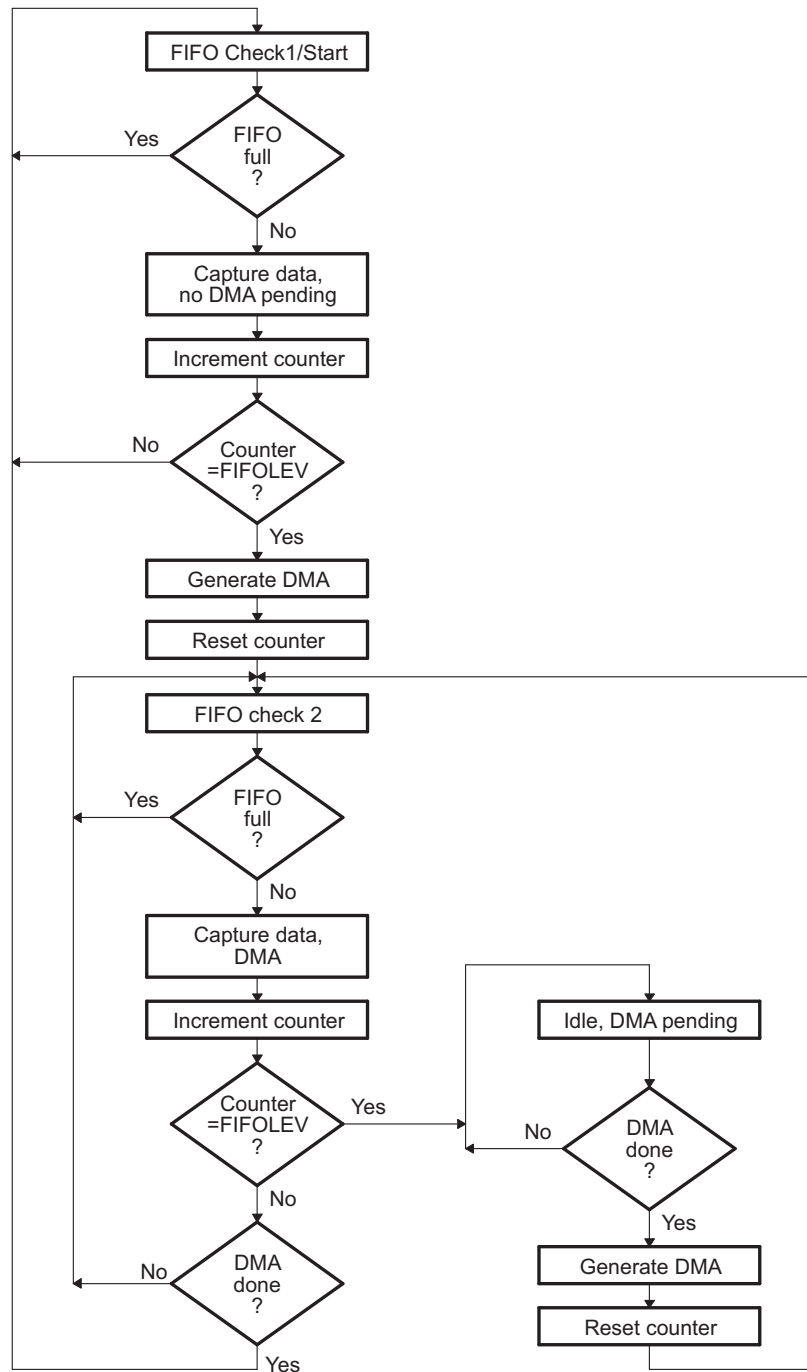 FIFO Check1/Start
Yes
FIFO
full
?
No
Capture data,
no DMA pending
Increment counter
No
Counter
=FIFOLEV
?
Yes
Generate DMA
Reset counter
FIFO check 2
Yes
FIFO
full
?
No
Capture data,
DMA
Increment counter
Counter
=FIFOLEV
?
Yes
No
DMA
done
?
No
Yes
Idle, DMA pending
No
DMA
done
?
Yes
Generate DMA
Reset counter